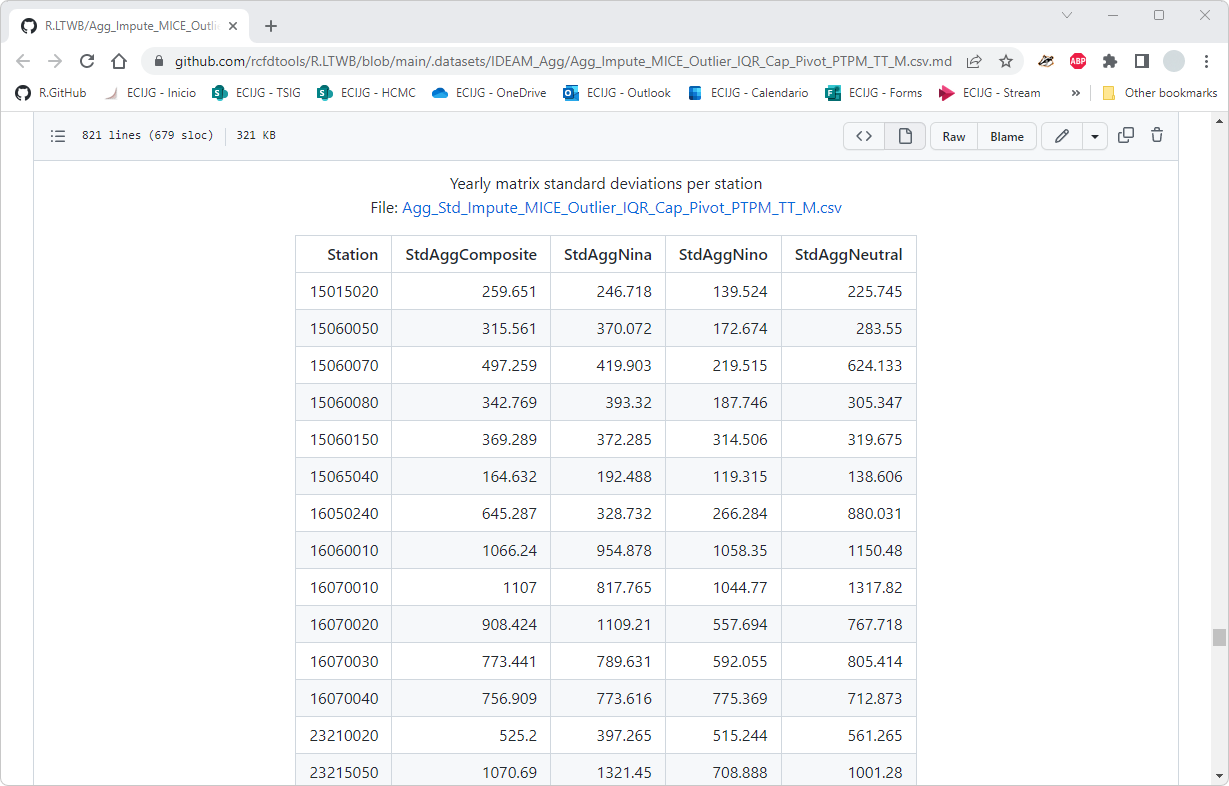 R.LTWB/Agg_Impute_MICE_Outlie
github.com/rcfdtools/R.LTWB/blob/main/.datasets/IDEAM_Agg/Agg_Impute_MICE_Outlier_IQR_Cap_Pivot_PTPM_TT_M.csv.md
ABP
R.GitHub ECIJG - Inicio ECIJG - TSIG ECIJG - HCMC ECIJG - OneDrive ECIJG - Outlook ECIJG - Calendario ECIJG - Forms ECIJG - Stream » Other bookmarks
821 lines (679 sloc) 321 KB <> Raw Blame
Yearly matrix standard deviations per station
File: Agg_Std_Impute_MICE_Outlier_IQR_Cap_Pivot_PTPM_TT_M.csv
Station StdAggComposite StdAggNina StdAggNino StdAggNeutral
15015020 259.651 246.718 139.524 225.745
15060050 315.561 370.072 172.674 283.55
15060070 497.259 419.903 219.515 624.133
15060080 342.769 393.32 187.746 305.347
15060150 369.289 372.285 314.506 319.675
15065040 164.632 192.488 119.315 138.606
16050240 645.287 328.732 266.284 880.031
16060010 1066.24 954.878 1058.35 1150.48
16070010 1107 817.765 1044.77 1317.82
16070020 908.424 1109.21 557.694 767.718
16070030 773.441 789.631 592.055 805.414
16070040 756.909 773.616 775.369 712.873
23210020 525.2 397.265 515.244 561.265
23215050 1070.69 1321.45 708.888 1001.28